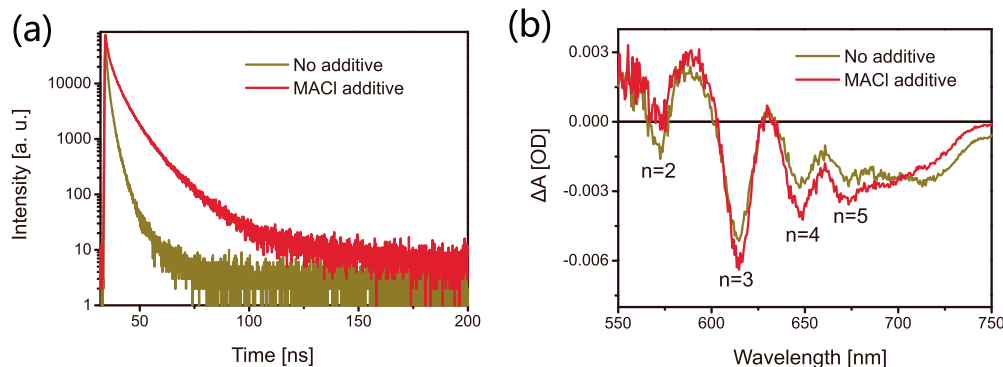 (a)
No additive
MACl additive
10000
1000
100
10
1
50
100
150
200
Intensity [a. u.]
Time [ns]
(b)
No additive
MACl additive
0.003
0.000
-0.003
-0.006
n=2
n=3
n=4
n=5
550
600
650
700
750
ΔA [OD]
Wavelength [nm]